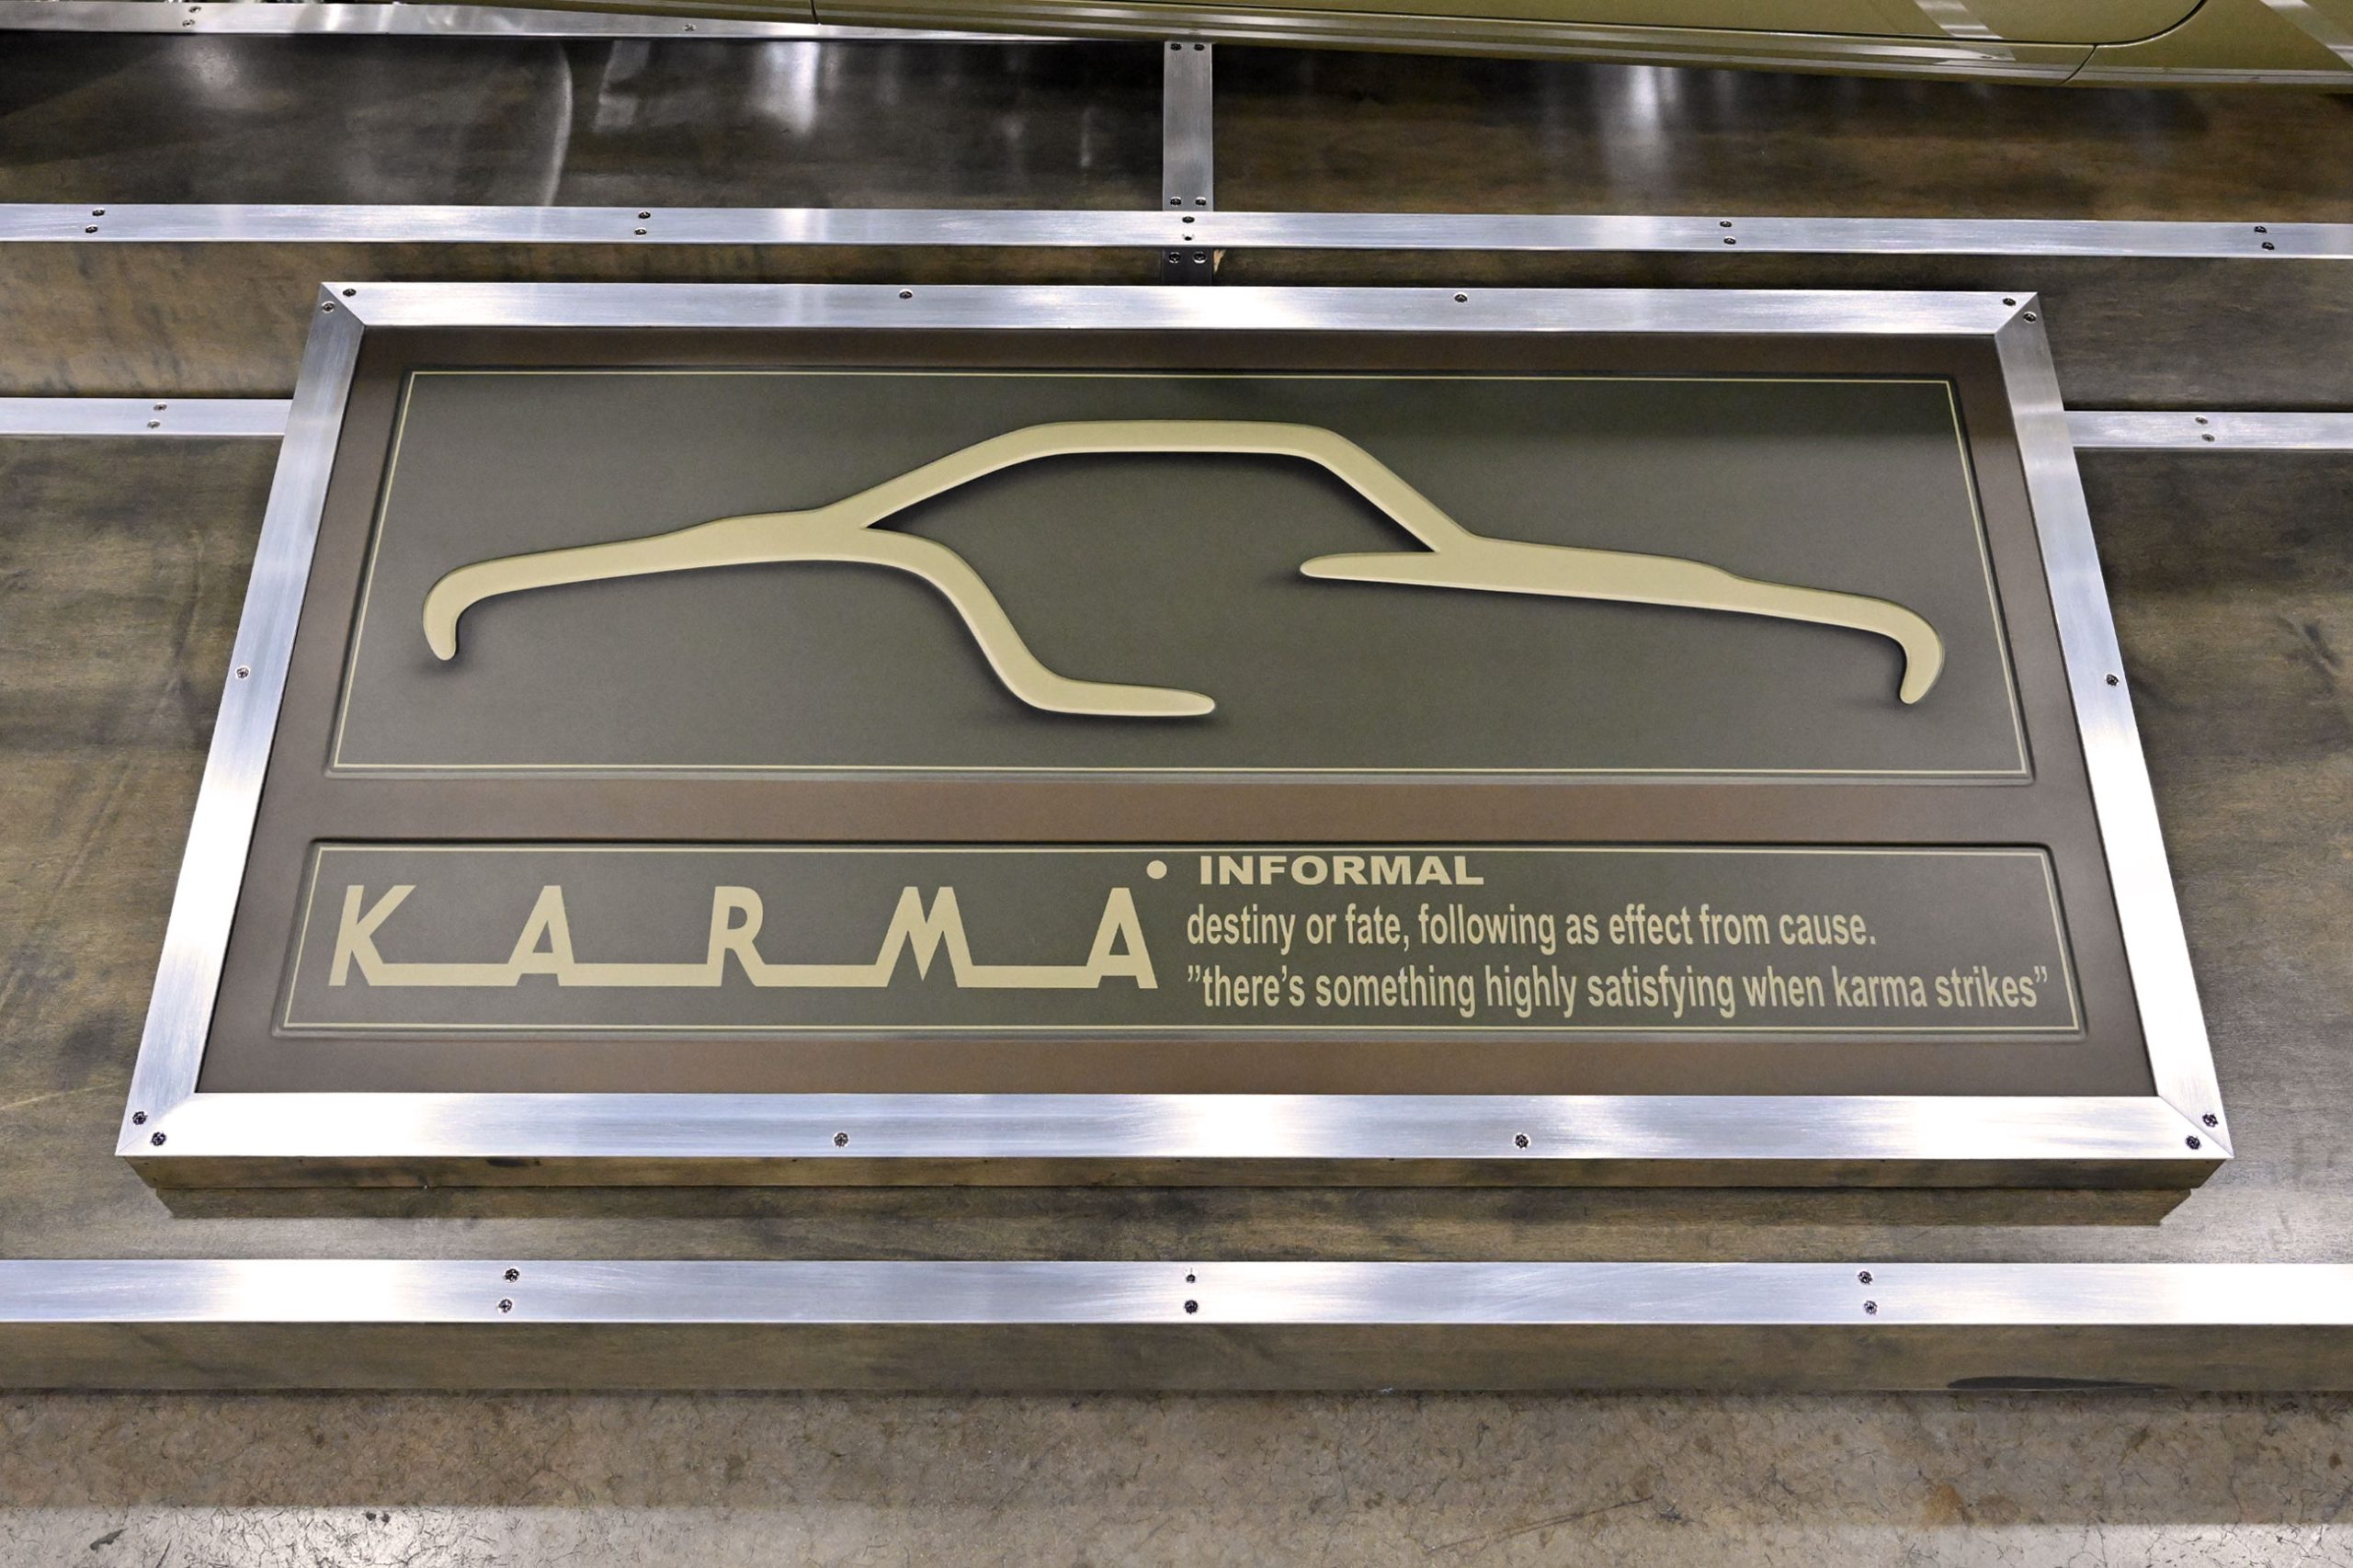 KARMA
• INFORMAL
destiny or fate, following as effect from cause.
”there’s something highly satisfying when karma strikes”